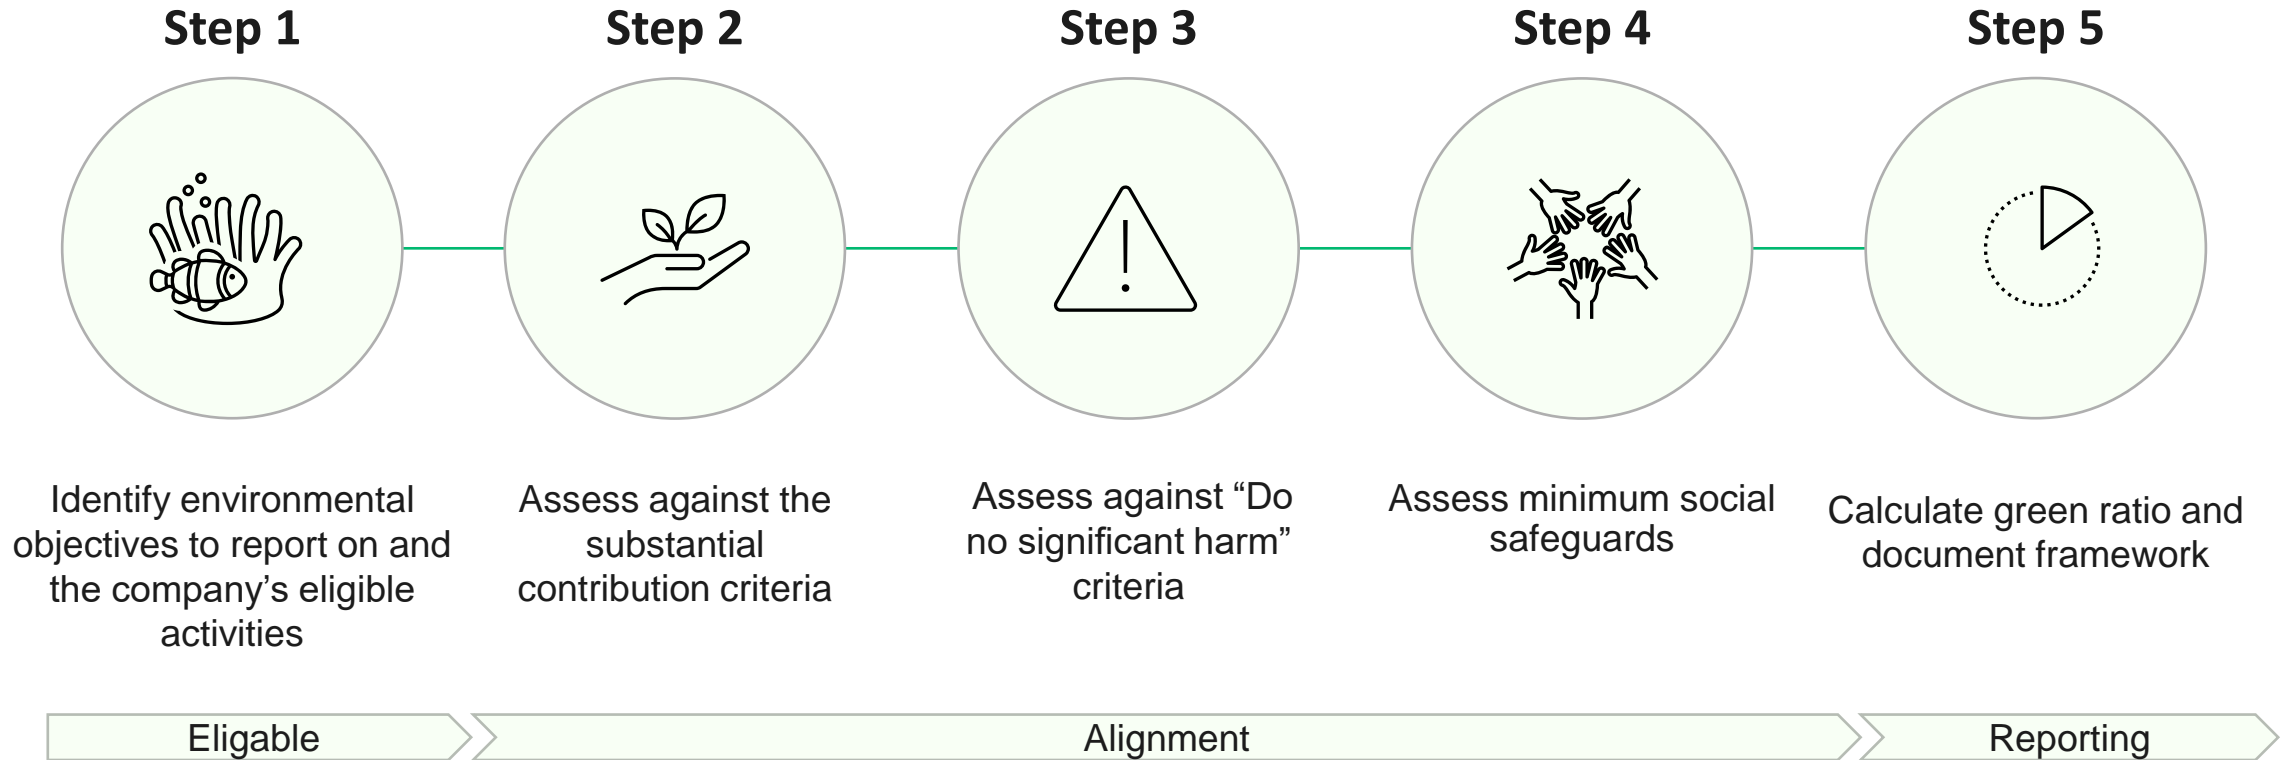 Step 1
Step 2
Step 3
Step 4
Step 5
Identify environmental
objectives to report on and
the company’s eligible
activities
Assess against the
substantial
contribution criteria
Assess against “Do
no significant harm”
criteria
Assess minimum social
safeguards
Calculate green ratio and
document framework
Eligable
Alignment
Reporting